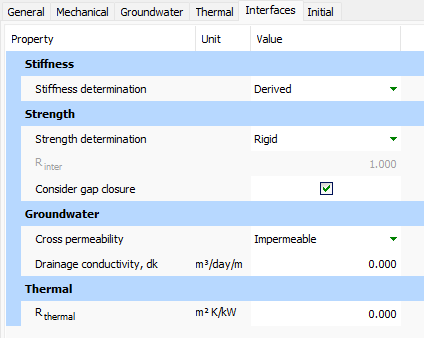 General Mechanical Groundwater Thermal Interfaces Initial
Property Unit Value
Stiffness
Stiffness determination Derived
Strength
Strength determination Rigid
R inter 1.000
Consider gap closure
Groundwater
Cross permeability Impermeable
Drainage conductivity, dk m³/day/m 0.000
Thermal
R thermal m² K/kW 0.000